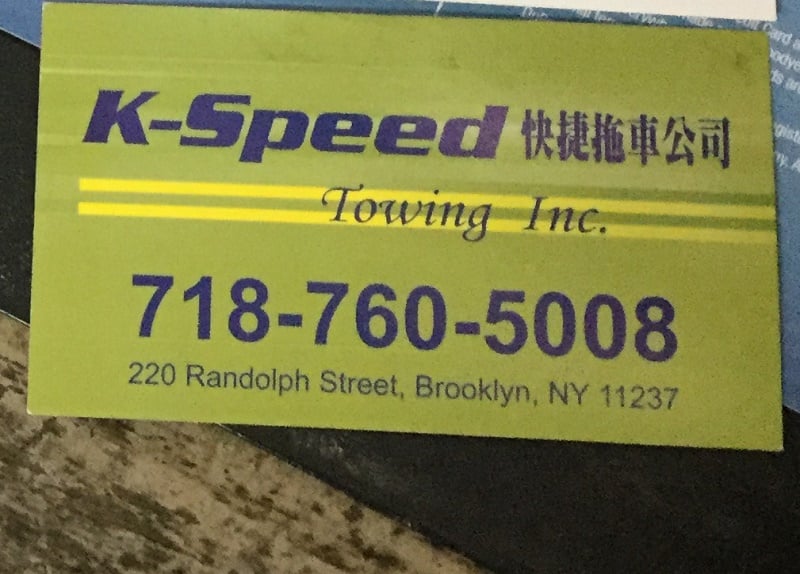 K-Speed 快捷拖車公司
Towing Inc.
718-760-5008
220 Randolph Street, Brooklyn, NY 11237